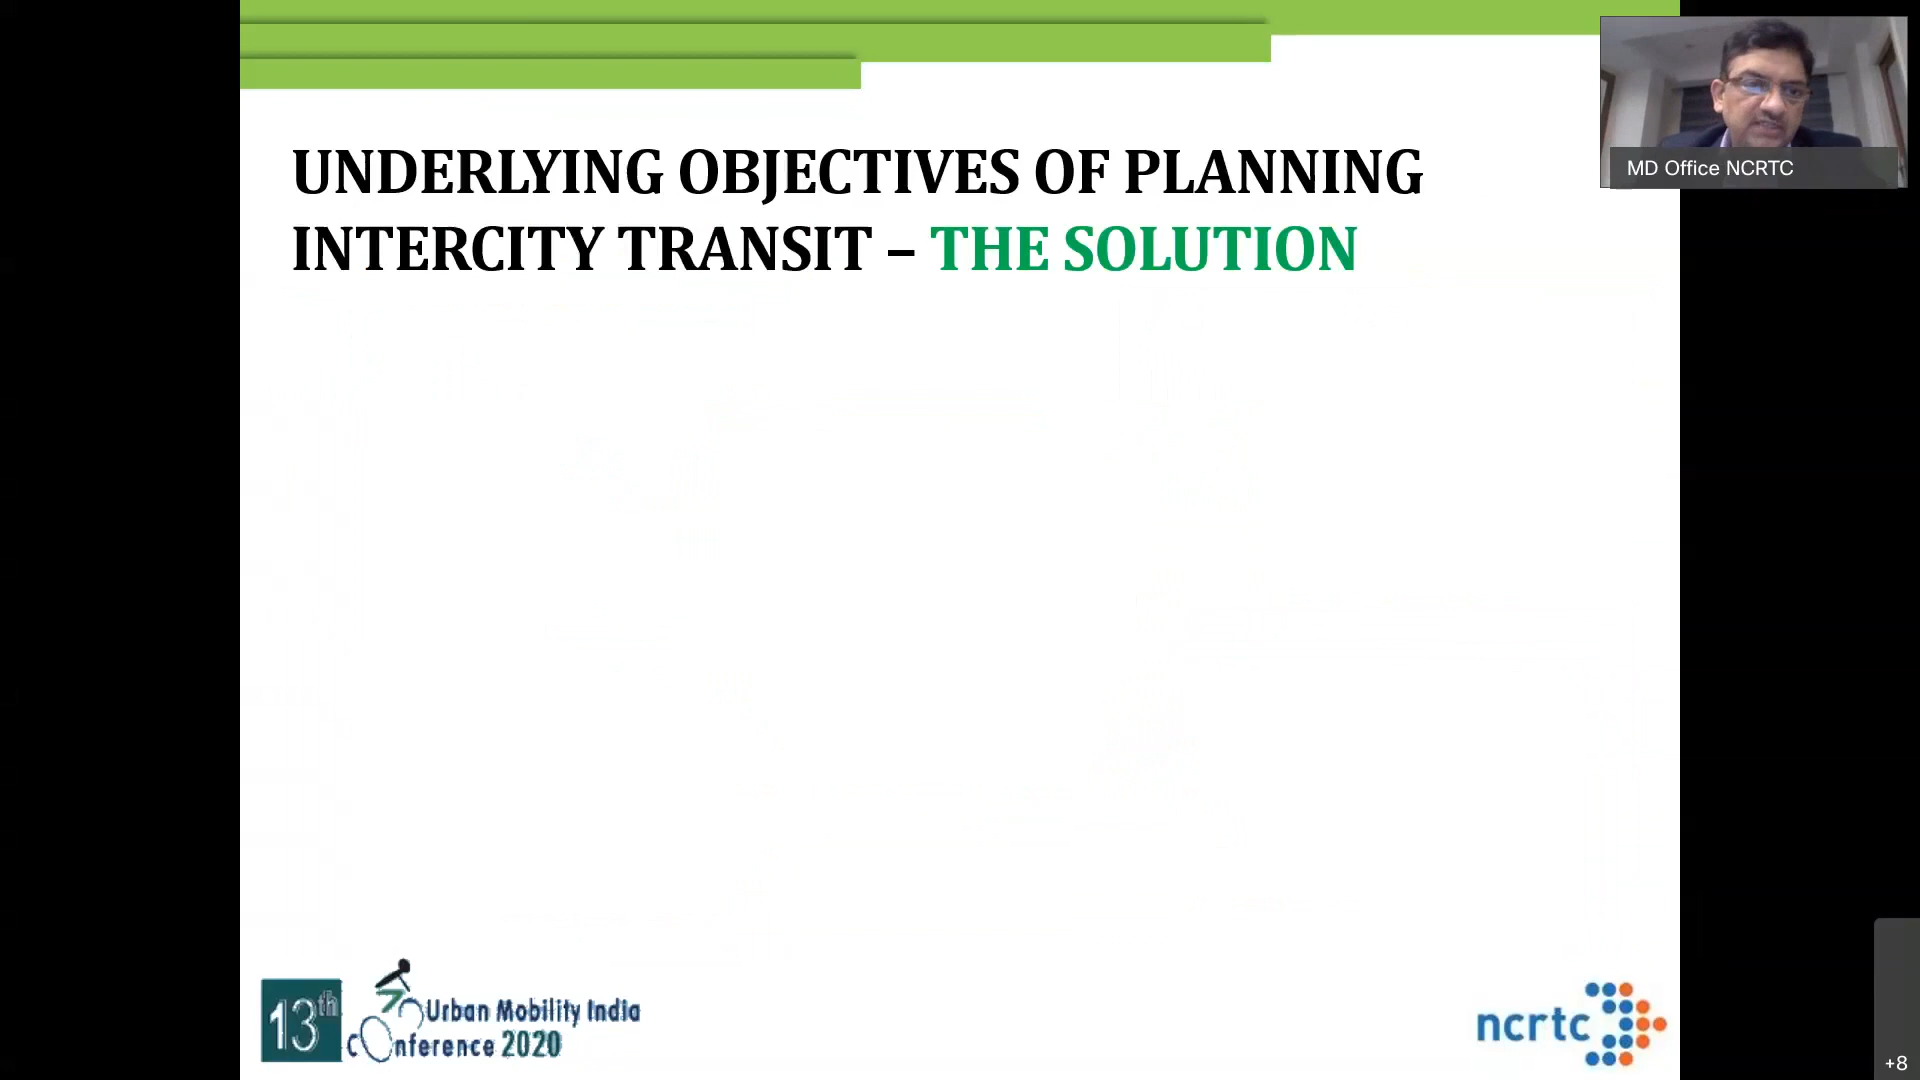 UNDERLYING OBJECTIVES OF PLANNING
INTERCITY TRANSIT – THE SOLUTION
MD Office NCRTC
13th
Urban Mobility India
Conference 2020
ncrtc
+8